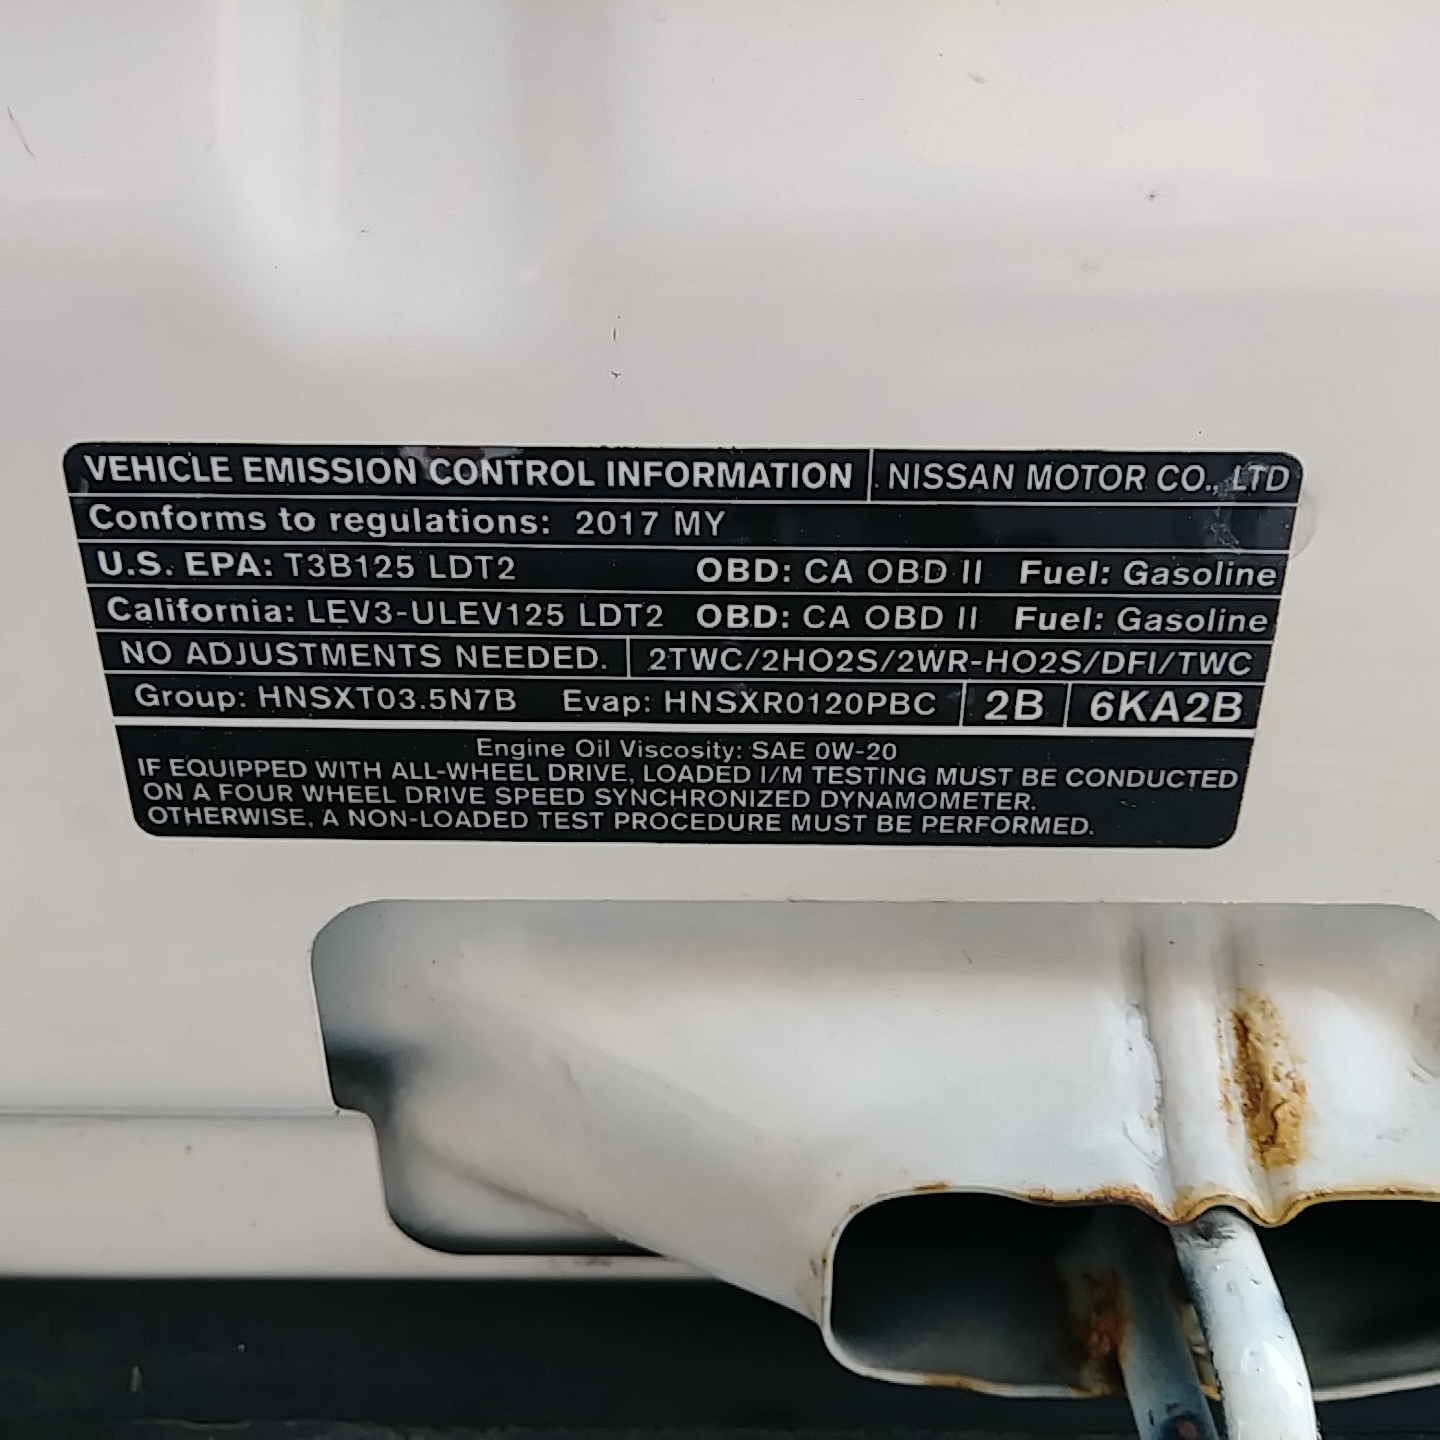 VEHICLE EMISSION CONTROL INFORMATION NISSAN MOTOR CO., LTD
Conforms to regulations: 2017 MY
U.S. EPA: T3B125 LDT2 OBD: CA OBD II Fuel: Gasoline
California: LEV3-ULEV125 LDT2 OBD: CA OBD II Fuel: Gasoline
NO ADJUSTMENTS NEEDED. 2TWC/2HO2S/2WR-HO2S/DFI/TWC
Group: HNSXT03.5N7B Evap: HNSXR0120PBC 2B 6KA2B
Engine Oil Viscosity: SAE 0W-20
IF EQUIPPED WITH ALL-WHEEL DRIVE, LOADED I/M TESTING MUST BE CONDUCTED
ON A FOUR WHEEL DRIVE SPEED SYNCHRONIZED DYNAMOMETER.
OTHERWISE, A NON-LOADED TEST PROCEDURE MUST BE PERFORMED.